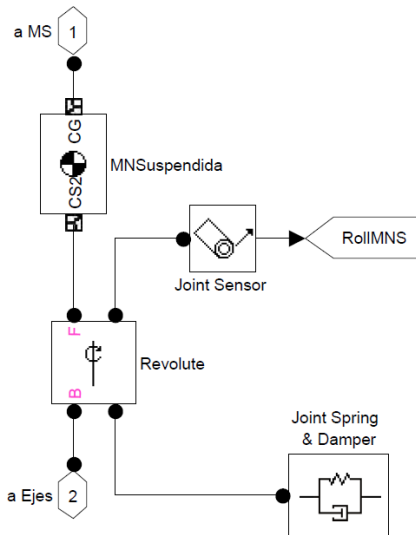 a MS
1
CG
CS2
MNSuspendida
RollMNS
Joint Sensor
F
B
Revolute
Joint Spring
& Damper
a Ejes
2